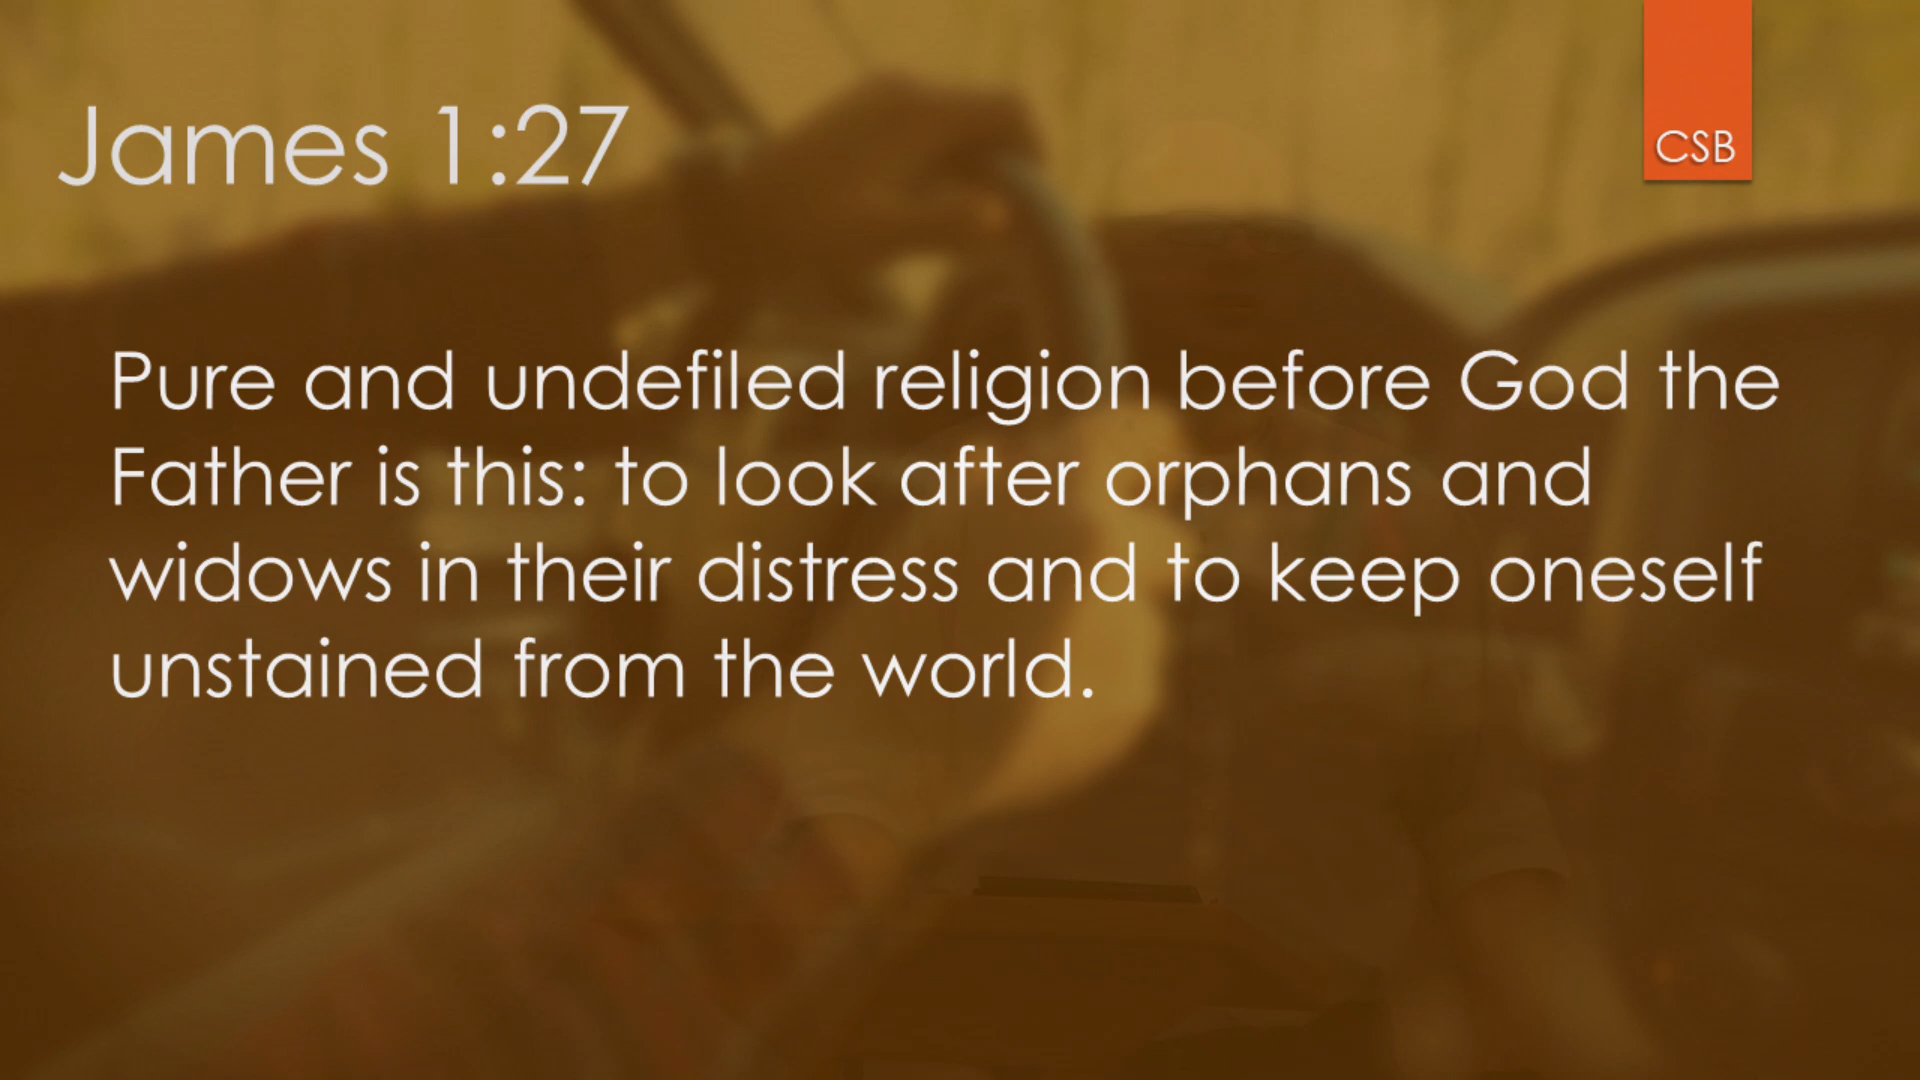 James 1:27
CSB
Pure and undefiled religion before God the
Father is this: to look after orphans and
widows in their distress and to keep oneself
unstained from the world.